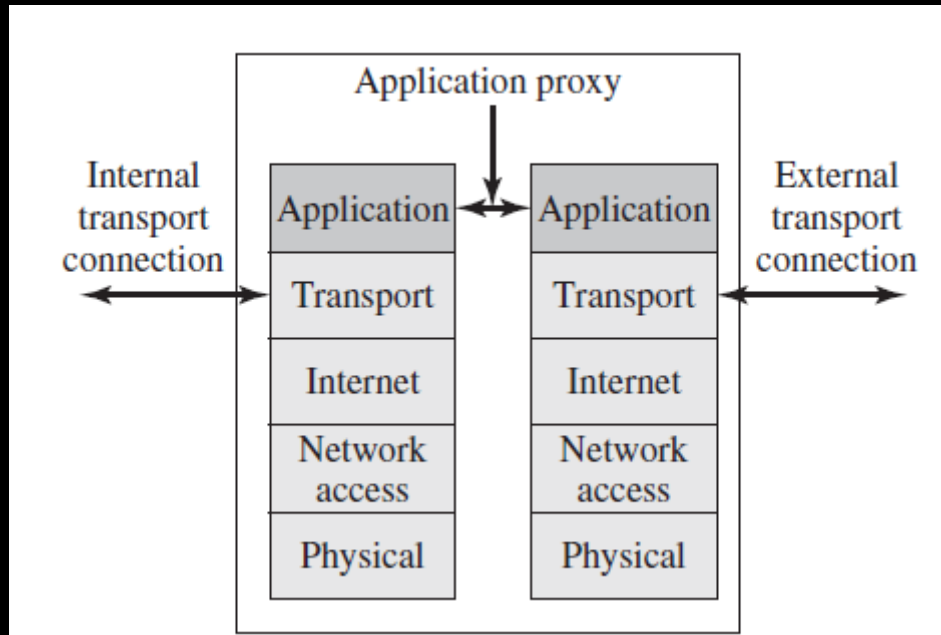 Application proxy
Internal
transport
connection
Application
Transport
Internet
Network
access
Physical
Application
Transport
Internet
Network
access
Physical
External
transport
connection